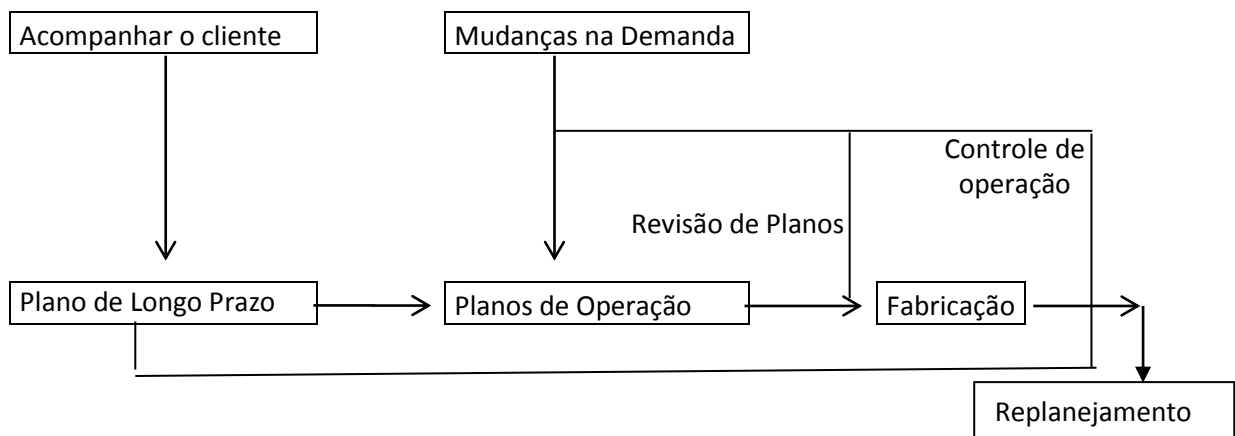 Acompanhar o cliente
Mudanças na Demanda
Controle de
operação
Revisão de Planos
Plano de Longo Prazo
Planos de Operação
Fabricação
Replanejamento